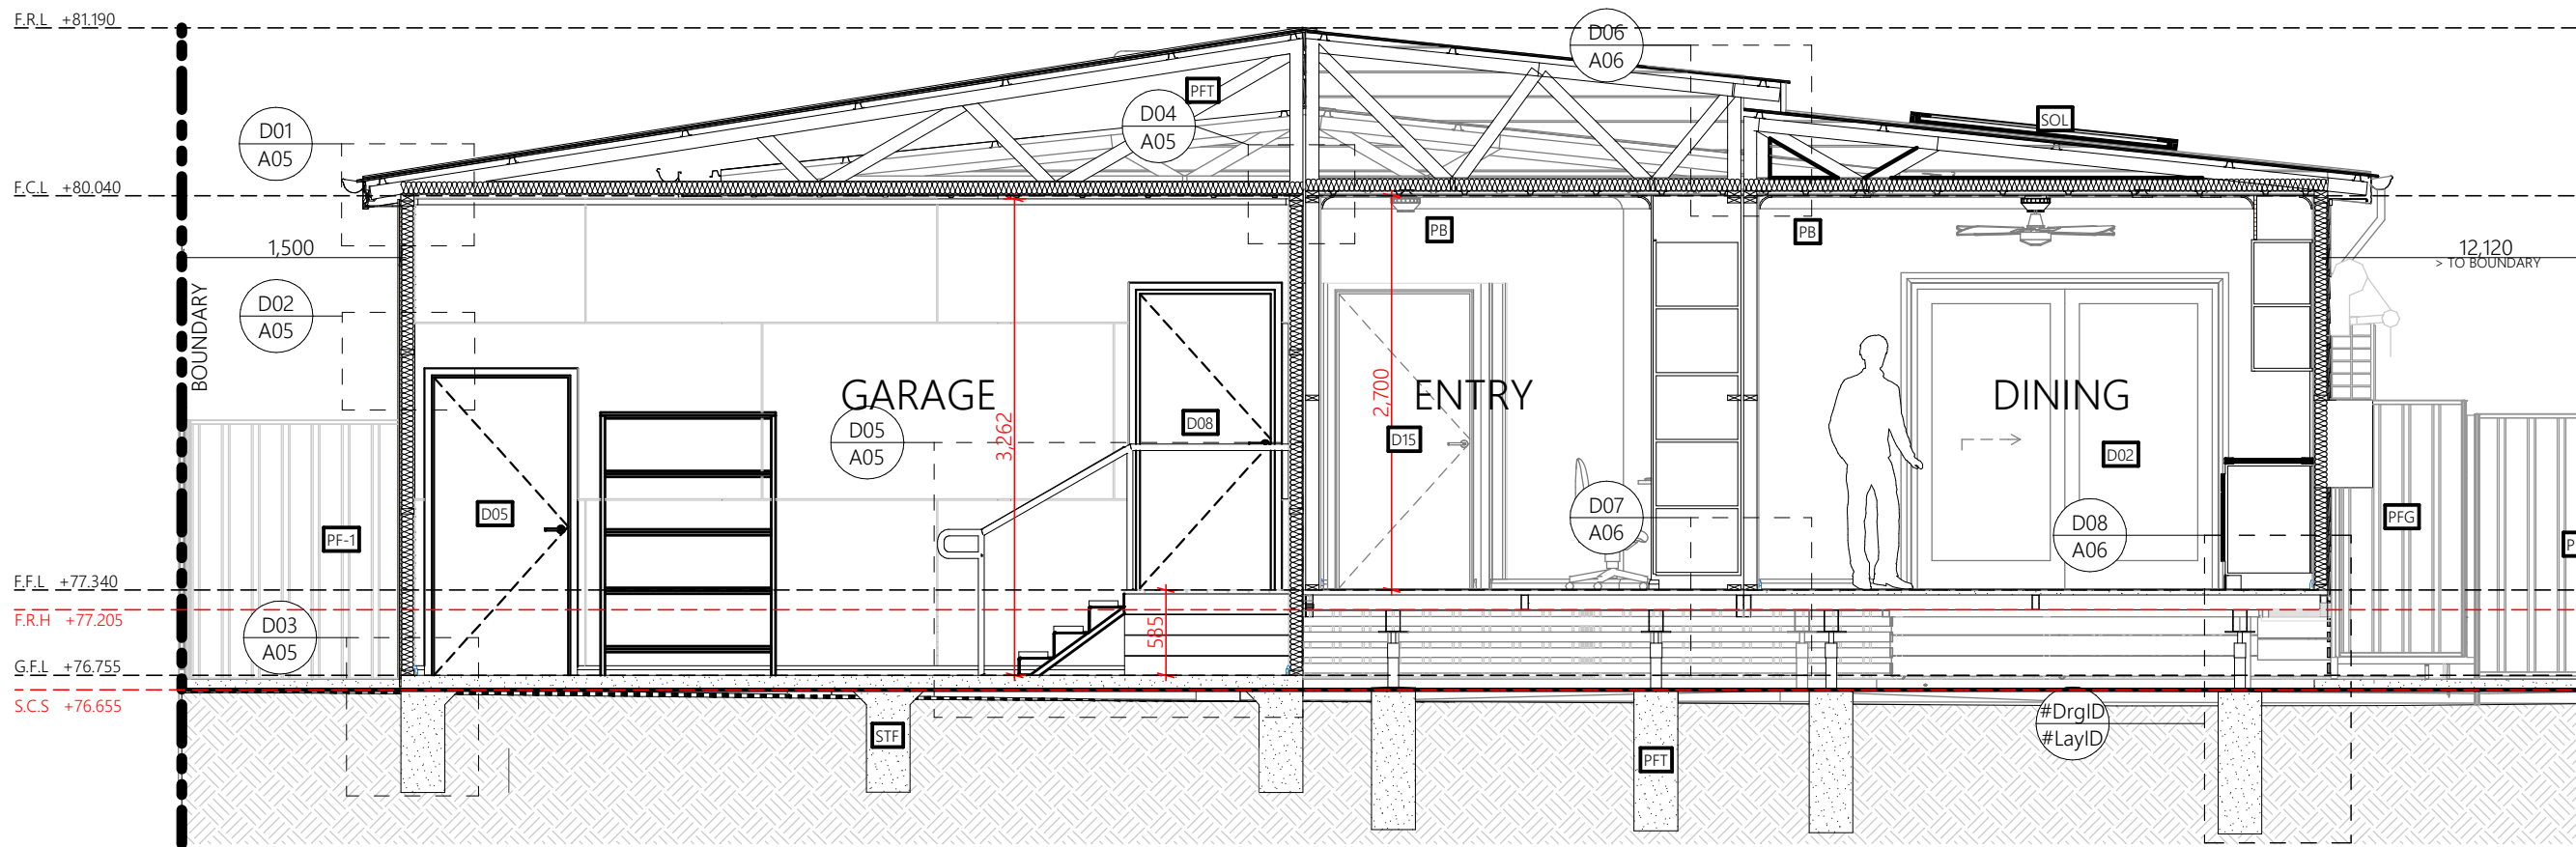 F.R.L +81.190
D06
A06
PFT
D04
A05
SOL
D01
A05
F.C.L +80.040
PB
PB
1,500
12,120
> TO BOUNDARY
D02
A05
BOUNDARY
GARAGE
ENTRY
DINING
2,700
3,262
D05
A05
D08
D15
D02
D05
D07
A06
D08
A06
PF-1
PFG
F.F.L +77.340
F.R.H +77.205
D03
A05
585
G.F.L +76.755
S.C.S +76.655
#DrgID
#LayID
STF
PFT